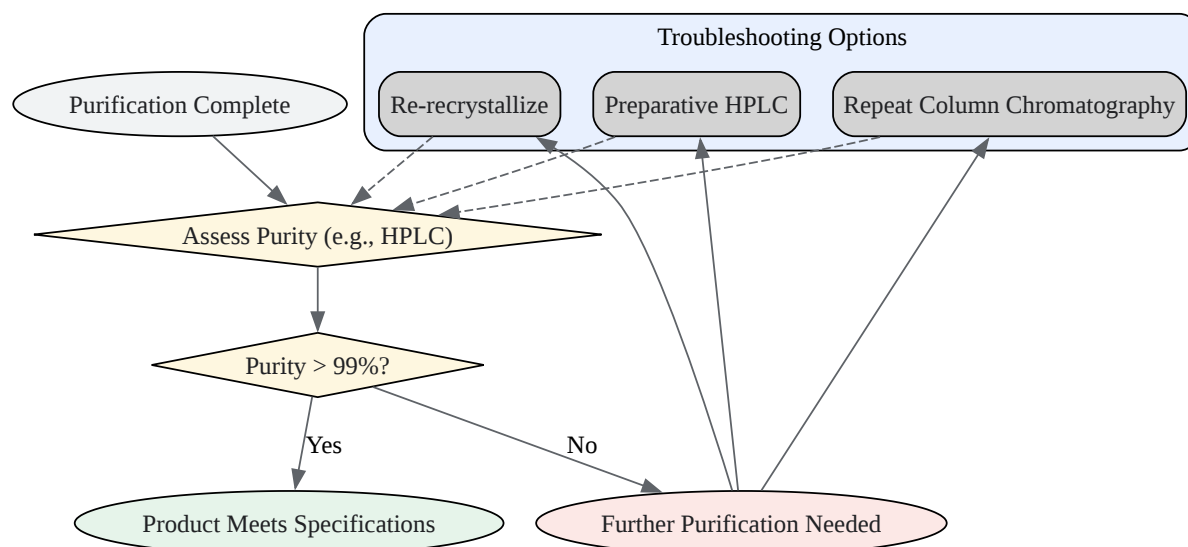 Troubleshooting Options
Purification Complete
Re-recrystallize
Preparative HPLC
Repeat Column Chromatography
Assess Purity (e.g., HPLC)
Purity > 99%?
Yes
No
Product Meets Specifications
Further Purification Needed